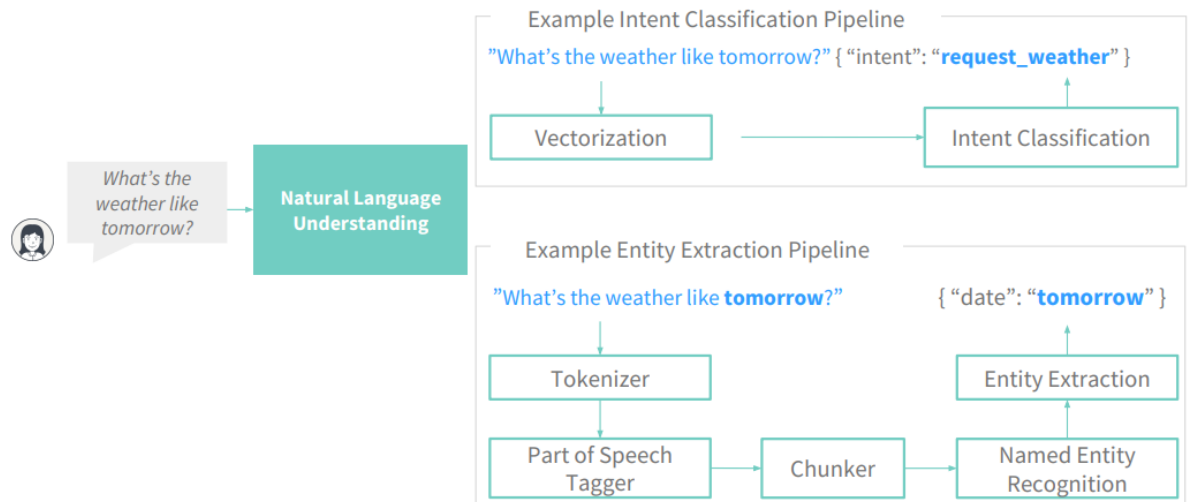 Example Intent Classification Pipeline
”What’s the weather like tomorrow?” { “intent”: “request_weather” }
Vectorization
Intent Classification
What’s the
weather like
tomorrow?
Natural Language
Understanding
Example Entity Extraction Pipeline
”What’s the weather like tomorrow?”
{ “date”: “tomorrow” }
Tokenizer
Entity Extraction
Part of Speech
Tagger
Chunker
Named Entity
Recognition